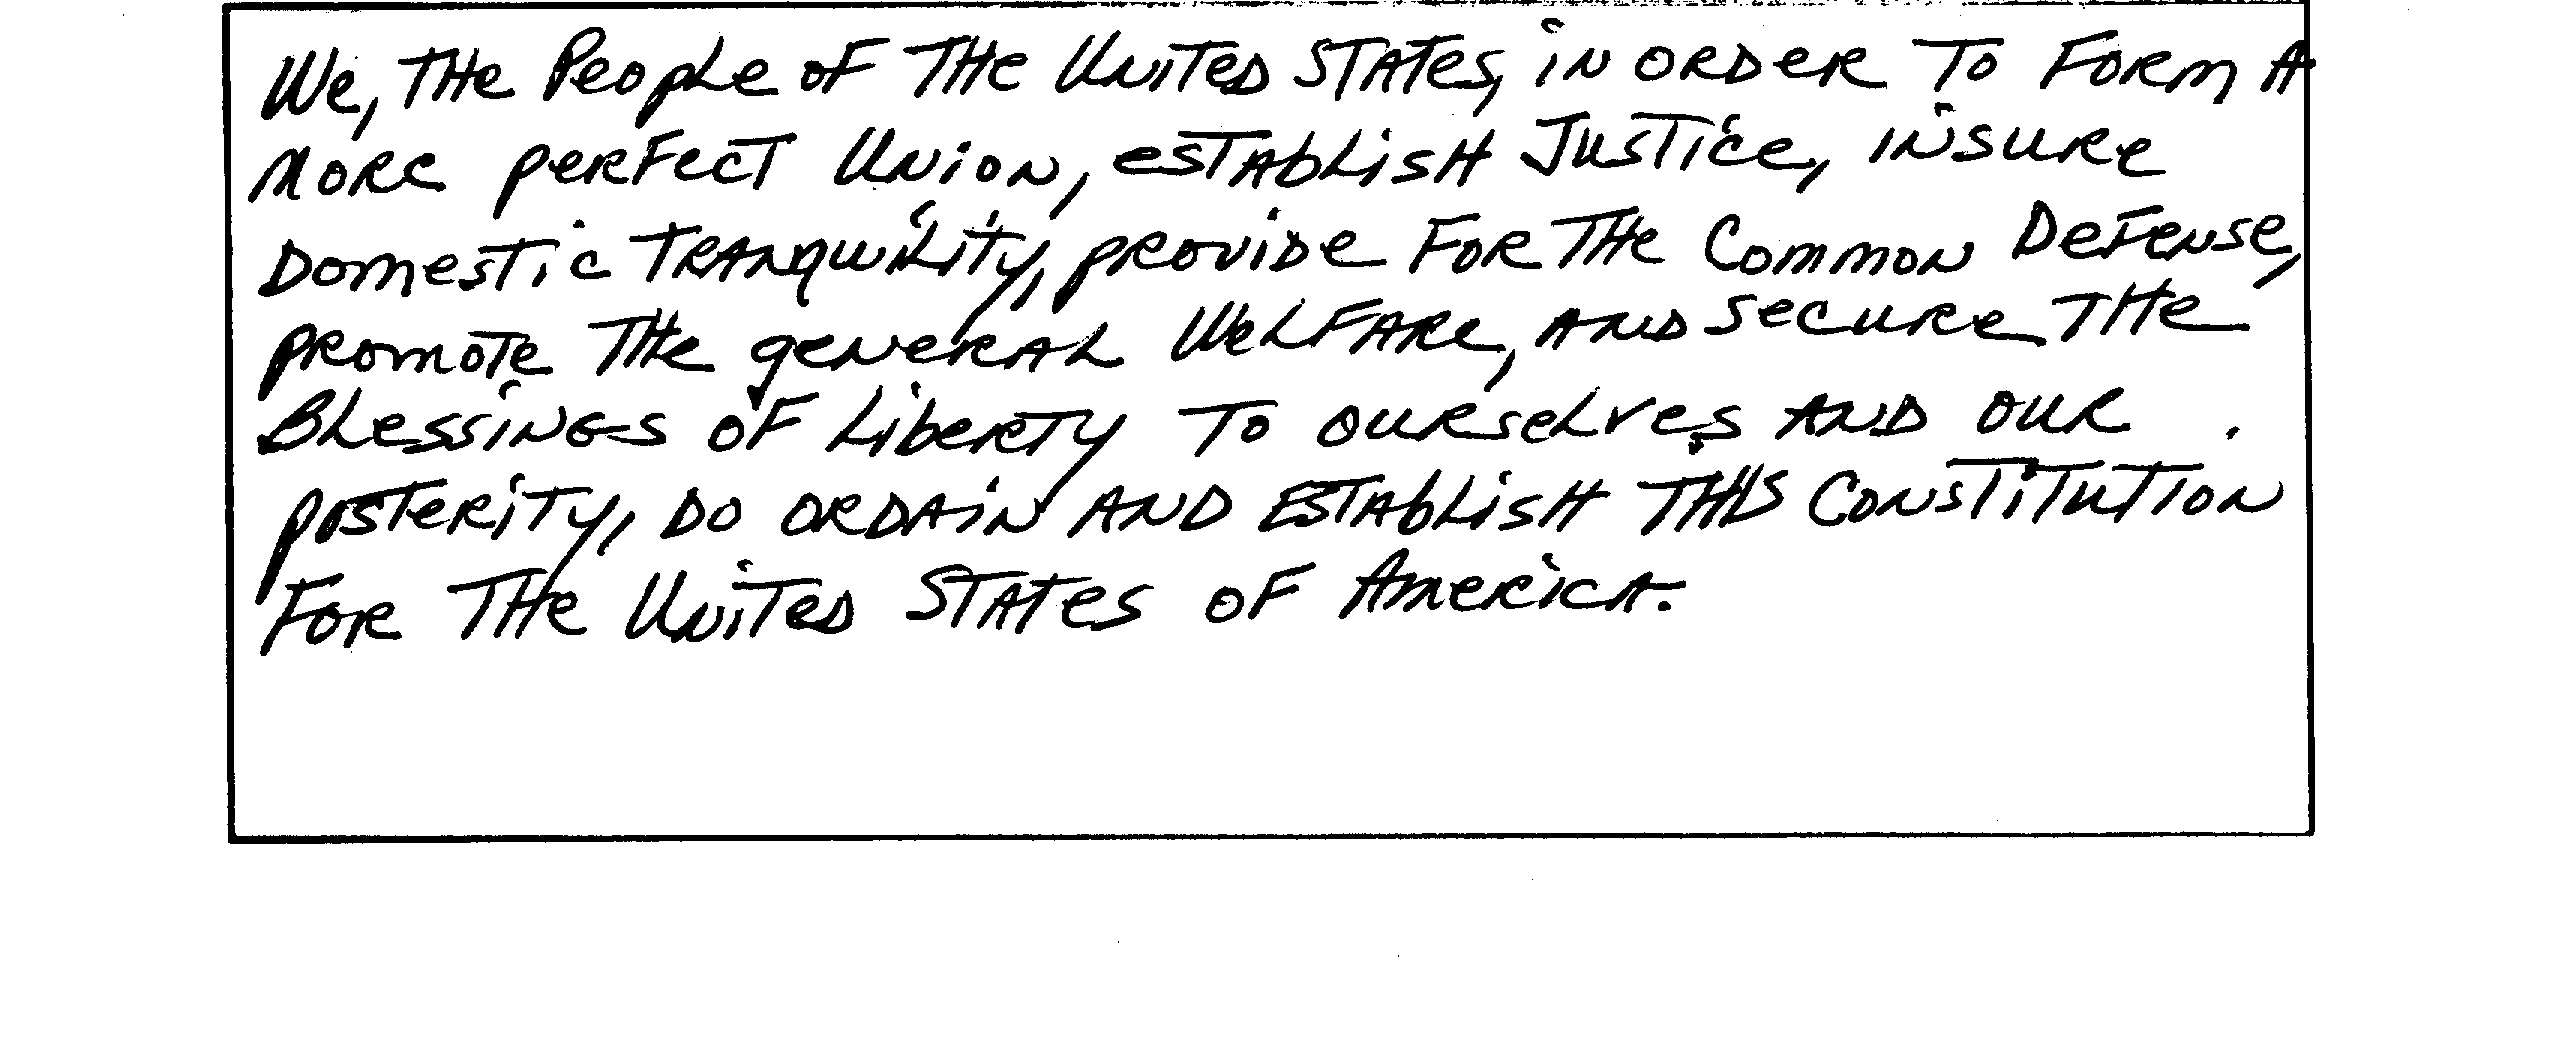 We, the People of the United States, in order to form a
more perfect Union, establish Justice, insure
Domestic Tranquility, provide for the Common Defense,
promote the general Welfare, and secure the
Blessings of Liberty to ourselves and our
posterity, do ordain and establish this Constitution
for the United States of America.